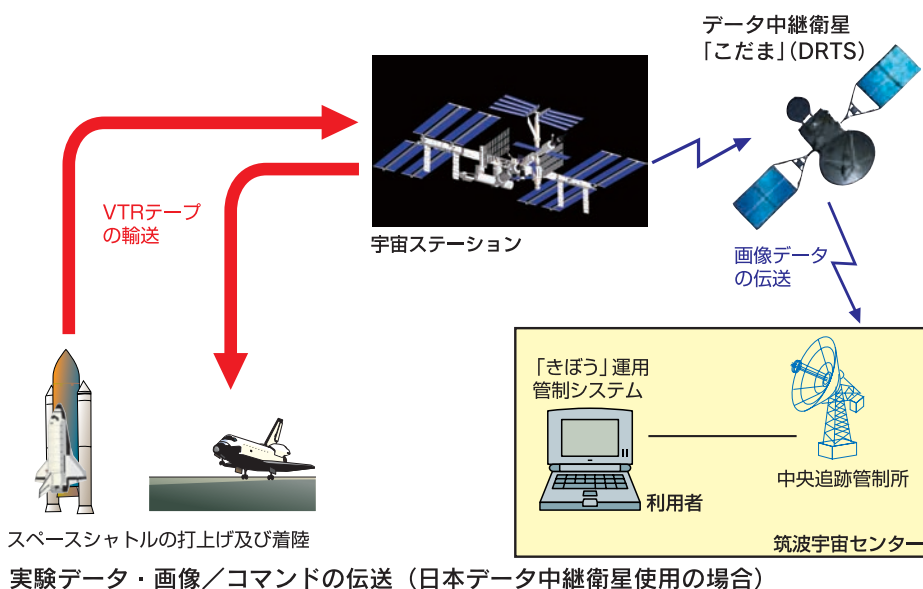 データ中継衛星
「こだま」(DRTS)
VTRテープ
の輸送
宇宙ステーション
画像データ
の伝送
「きぼう」運用
管制システム
利用者
中央追跡管制所
筑波宇宙センター
スペースシャトルの打上げ及び着陸
実験データ・画像／コマンドの伝送（日本データ中継衛星使用の場合）